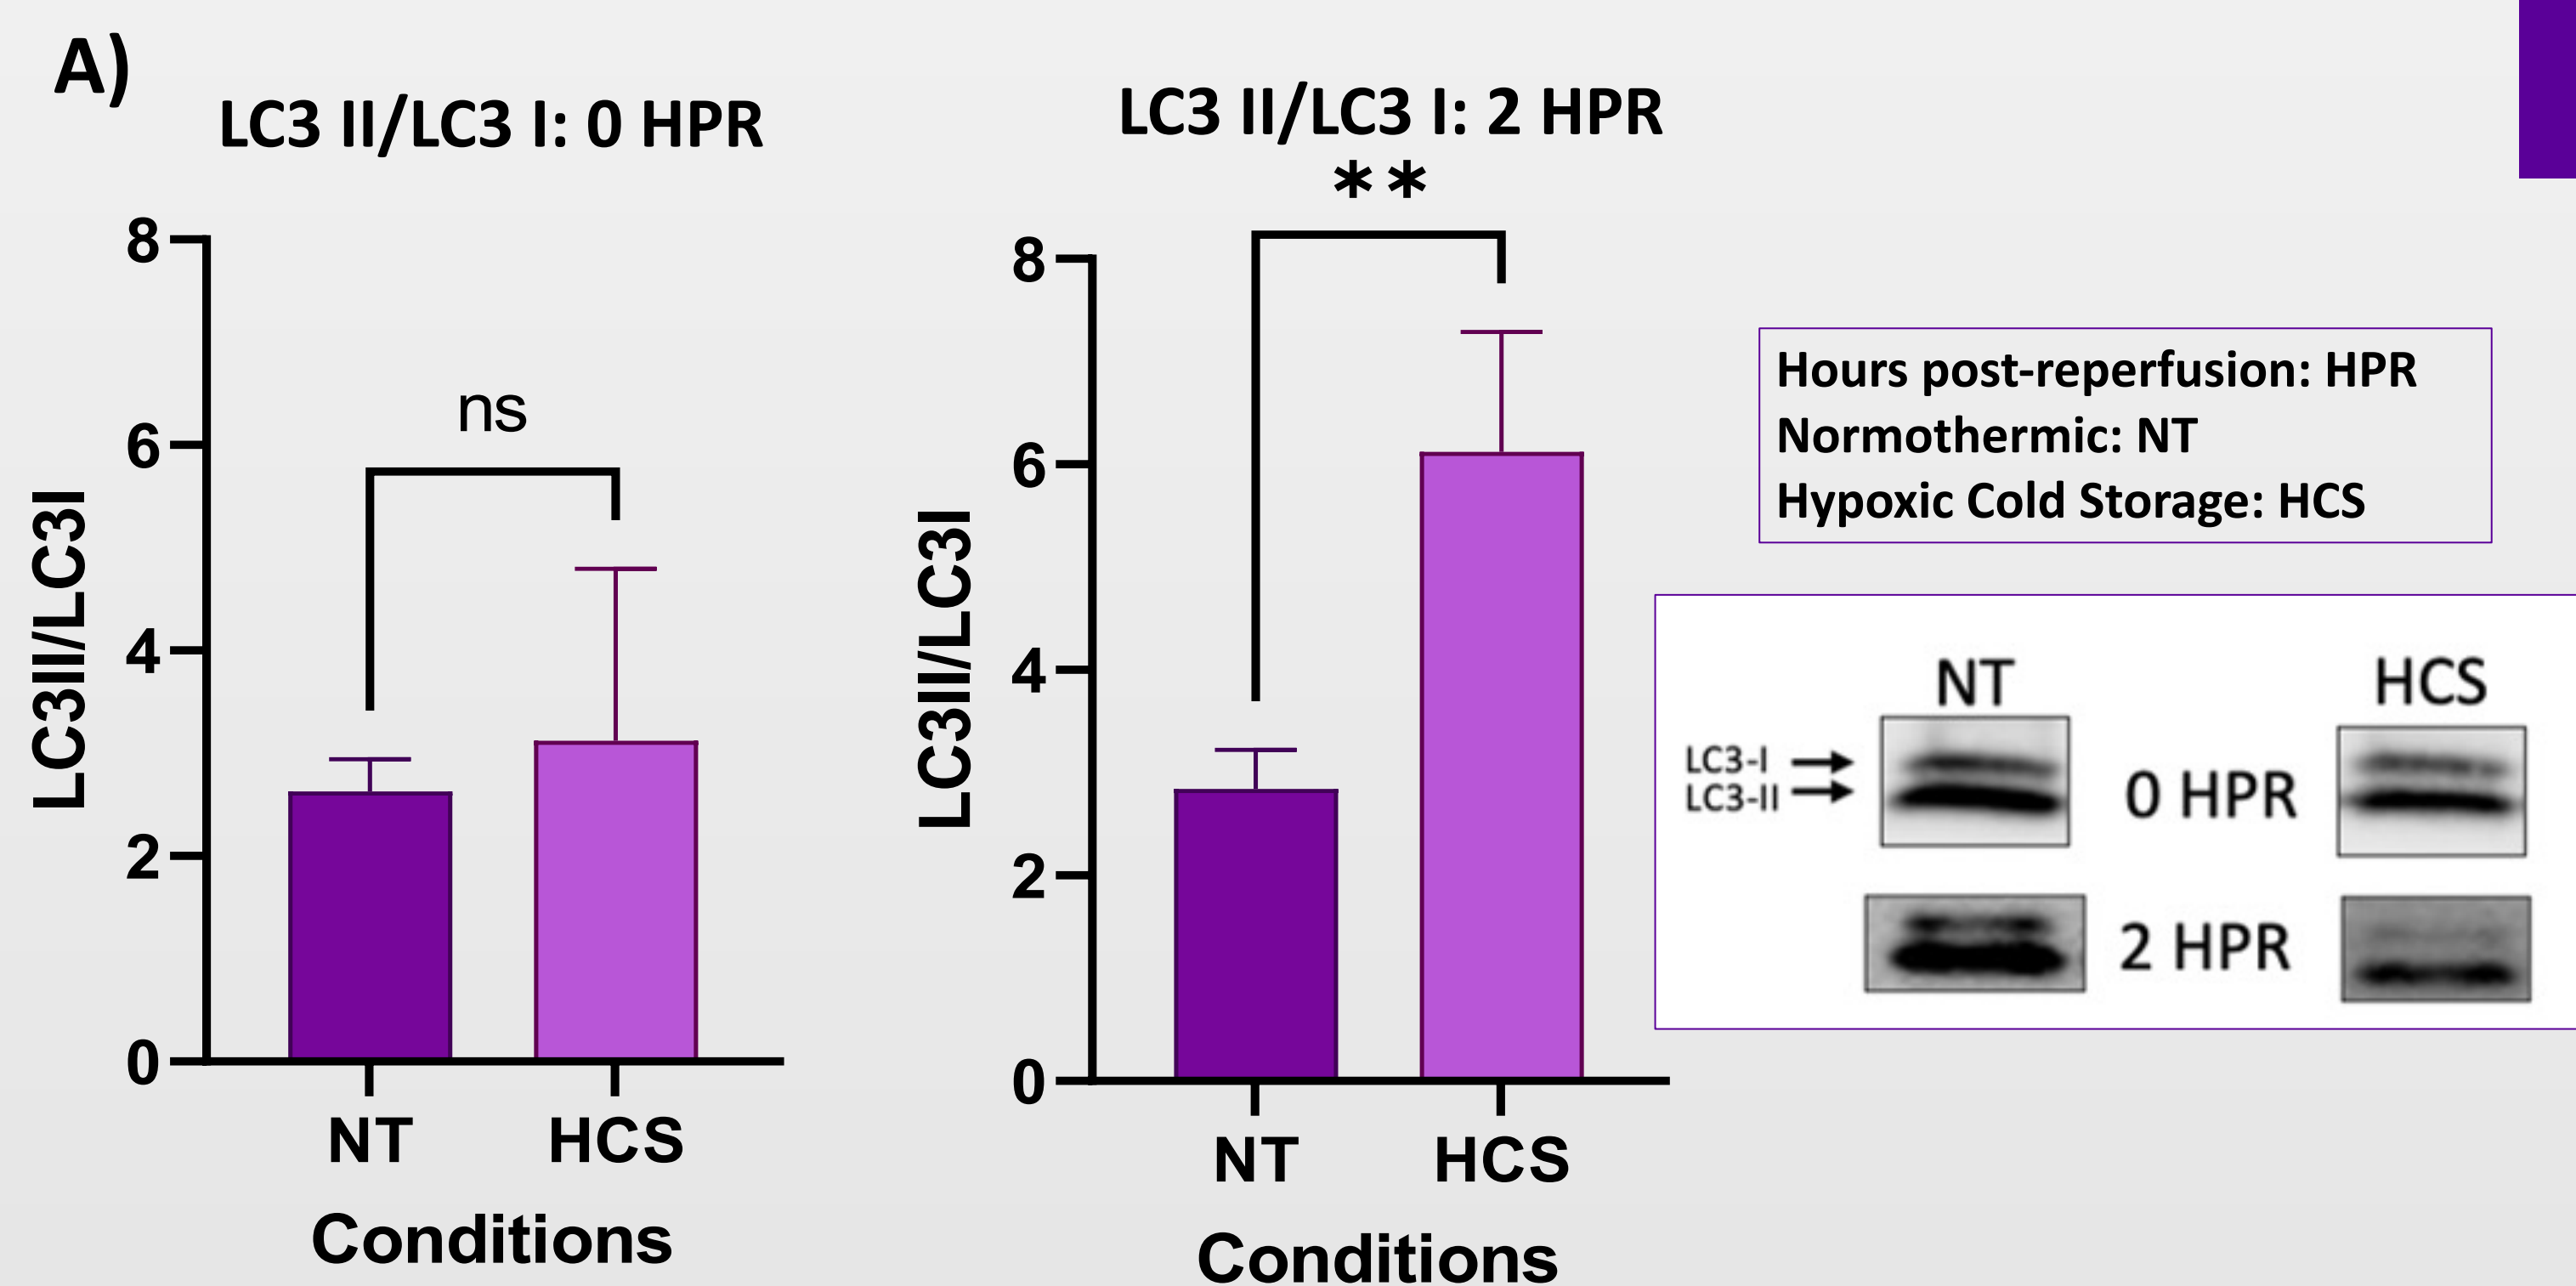 A)
LC3 II/LC3 I: 0 HPR
8
6
4
2
0
LC3II/LC3I
ns
NT HCS
Conditions
LC3 II/LC3 I: 2 HPR
**
8
6
4
2
0
LC3II/LC3I
NT HCS
Conditions
Hours post-reperfusion: HPR
Normothermic: NT
Hypoxic Cold Storage: HCS
NT HCS
LC3-I
LC3-II
0 HPR
2 HPR